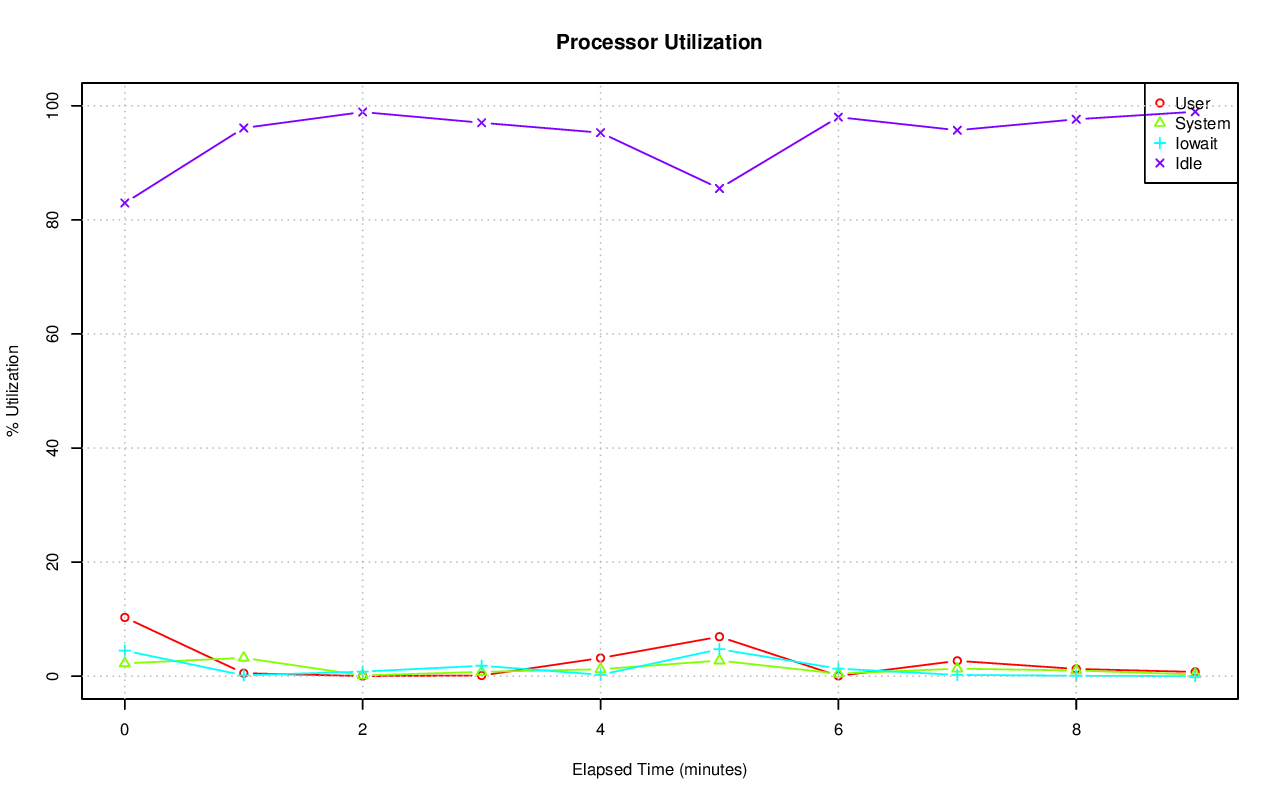 Processor Utilization
% Utilization
100
80
60
40
20
0
User
System
Iowait
Idle
0 2 4 6 8
Elapsed Time (minutes)